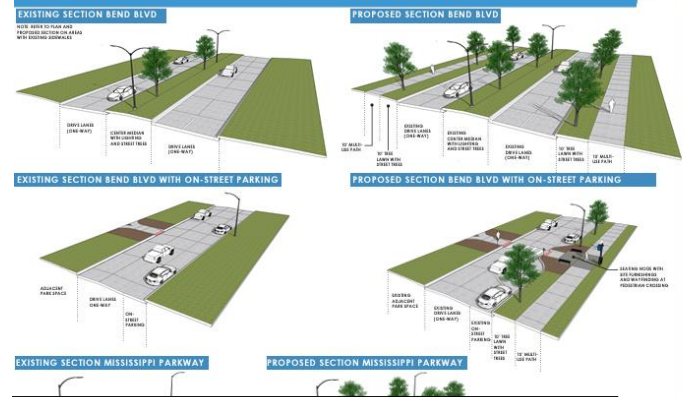 EXISTING SECTION BEND BLVD
NOTE: REFER TO PLAN AND
PROPOSED SECTION ON AREAS
WITH EXISTING SIDEWALKS
DRIVE LANES
(ONE-WAY)
CENTER MEDIAN
WITH LIGHTING
AND STREET TREES
DRIVE LANES
(ONE-WAY)
PROPOSED SECTION BEND BLVD
10' MULTI-
USE PATH
10' TREE
LAWN WITH
STREET TREES
EXISTING
DRIVE LANES
(ONE-WAY)
EXISTING
CENTER MEDIAN
WITH LIGHTING
AND STREET TREES
EXISTING
DRIVE LANES
(ONE-WAY)
10' TREE
LAWN WITH
STREET TREES
10' MULTI-
USE PATH
EXISTING SECTION BEND BLVD WITH ON-STREET PARKING
ADJACENT
PARK SPACE
DRIVE LANES
ONE-WAY
ON-
STREET
PARKING
PROPOSED SECTION BEND BLVD WITH ON-STREET PARKING
EXISTING
ADJACENT
PARK SPACE
EXISTING
DRIVE LANES
(ONE-WAY)
EXISTING
ON-
STREET
PARKING
10' TREE
LAWN
WITH
STREET
TREES
10' MULTI-
USE PATH
SEATING NODE WITH
SITE FURNISHINGS
AND WAYFINDING AT
PEDESTRIAN CROSSING
EXISTING SECTION MISSISSIPPI PARKWAY
PROPOSED SECTION MISSISSIPPI PARKWAY